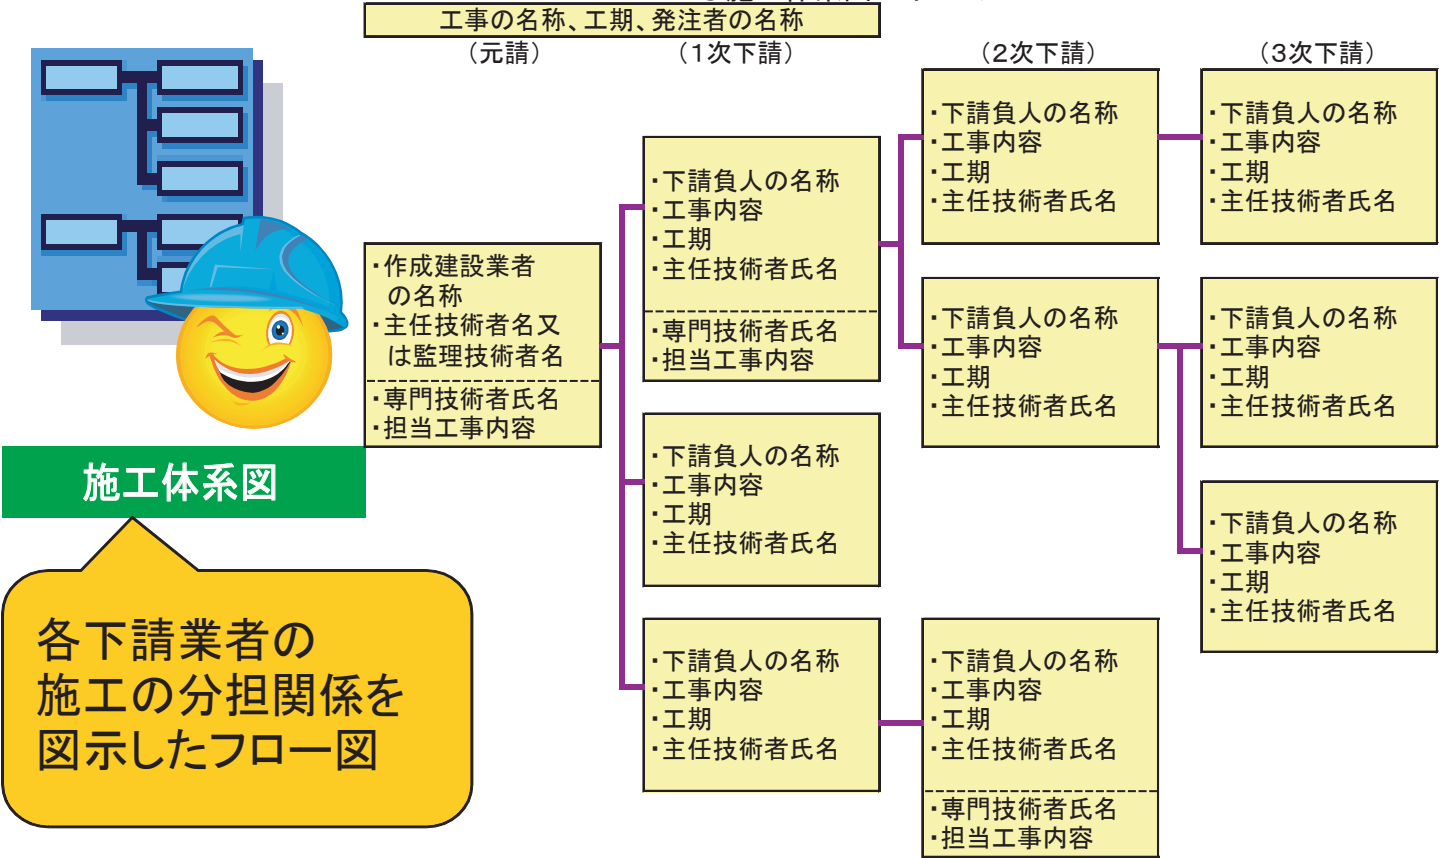 工事の名称、工期、発注者の名称
（元請）
（1次下請）
（2次下請）
（3次下請）
・作成建設業者
の名称
・主任技術者名又
は監理技術者名
・専門技術者氏名
・担当工事内容
・下請負人の名称
・工事内容
・工期
・主任技術者氏名
・専門技術者氏名
・担当工事内容
・下請負人の名称
・工事内容
・工期
・主任技術者氏名
・下請負人の名称
・工事内容
・工期
・主任技術者氏名
・下請負人の名称
・工事内容
・工期
・主任技術者氏名
・下請負人の名称
・工事内容
・工期
・主任技術者氏名
・下請負人の名称
・工事内容
・工期
・主任技術者氏名
・専門技術者氏名
・担当工事内容
・下請負人の名称
・工事内容
・工期
・主任技術者氏名
・下請負人の名称
・工事内容
・工期
・主任技術者氏名
・下請負人の名称
・工事内容
・工期
・主任技術者氏名
施工体系図
各下請業者の
施工の分担関係を
図示したフロー図